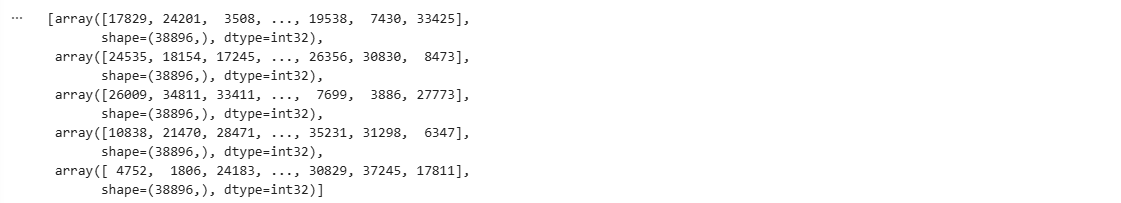 ... [array([17829, 24201,  3508, ..., 19538,  7430, 33425],
       shape=(38896,), dtype=int32),
 array([24535, 18154, 17245, ..., 26356, 30830,  8473],
       shape=(38896,), dtype=int32),
 array([26009, 34811, 33411, ...,  7699,  3886, 27773],
       shape=(38896,), dtype=int32),
 array([10838, 21470, 28471, ..., 35231, 31298,  6347],
       shape=(38896,), dtype=int32),
 array([ 4752,  1806, 24183, ..., 30829, 37245, 17811],
       shape=(38896,), dtype=int32)]